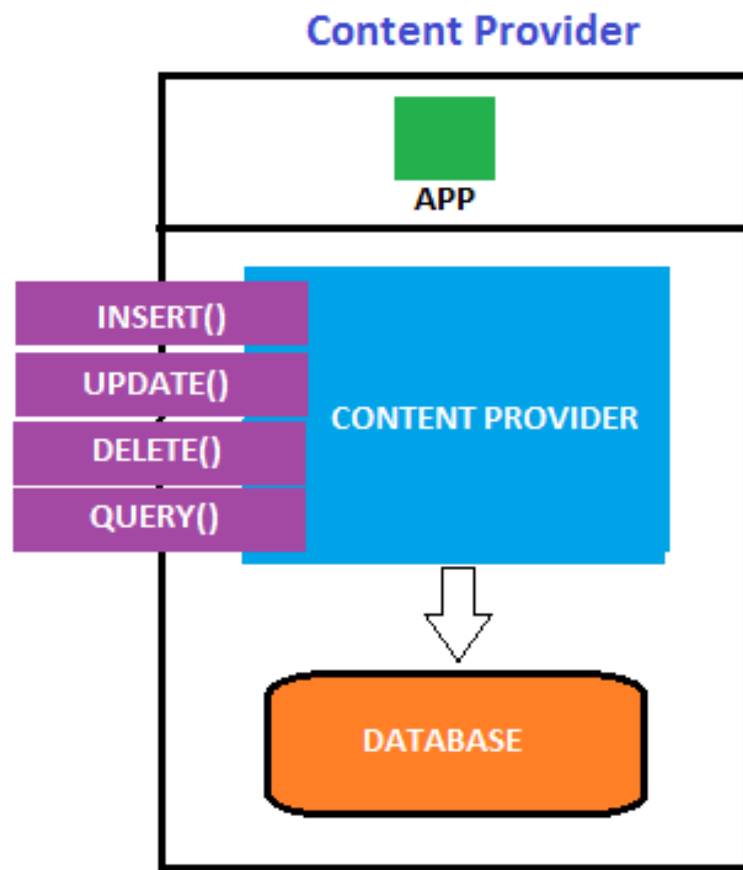 Content Provider
APP
INSERT()
UPDATE()
CONTENT PROVIDER
DELETE()
QUERY()
DATABASE